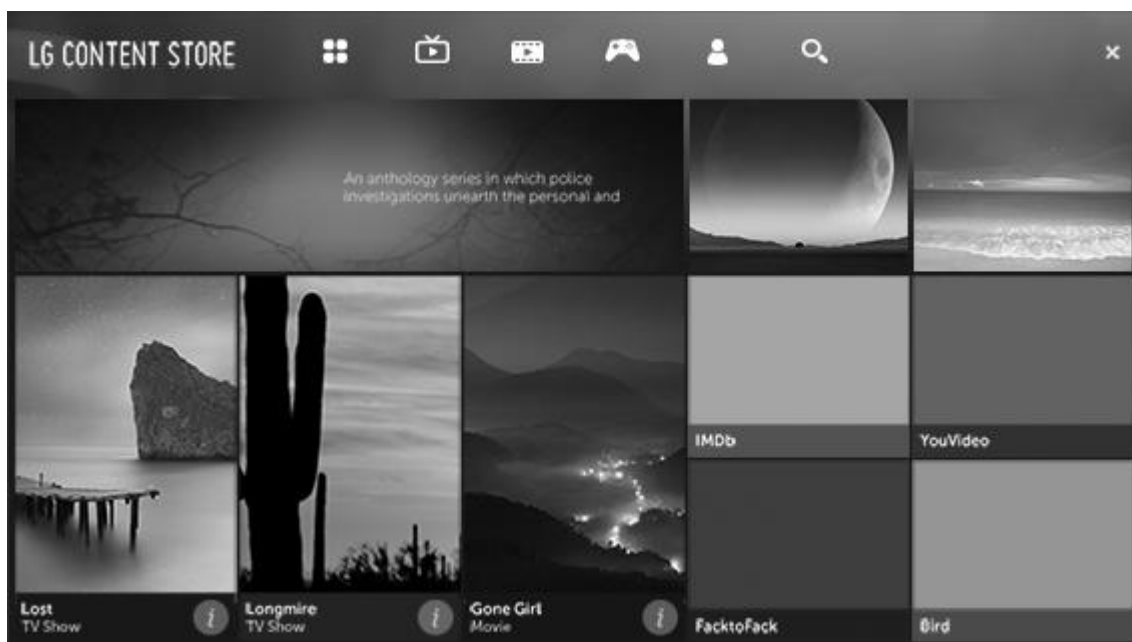 LG CONTENT STORE
An anthology series in which police
investigations unearth the personal and
IMDb
YouVideo
Lost
TV Show
i
Longmire
TV Show
i
Gone Girl
Movie
i
FacktoFack
Bird